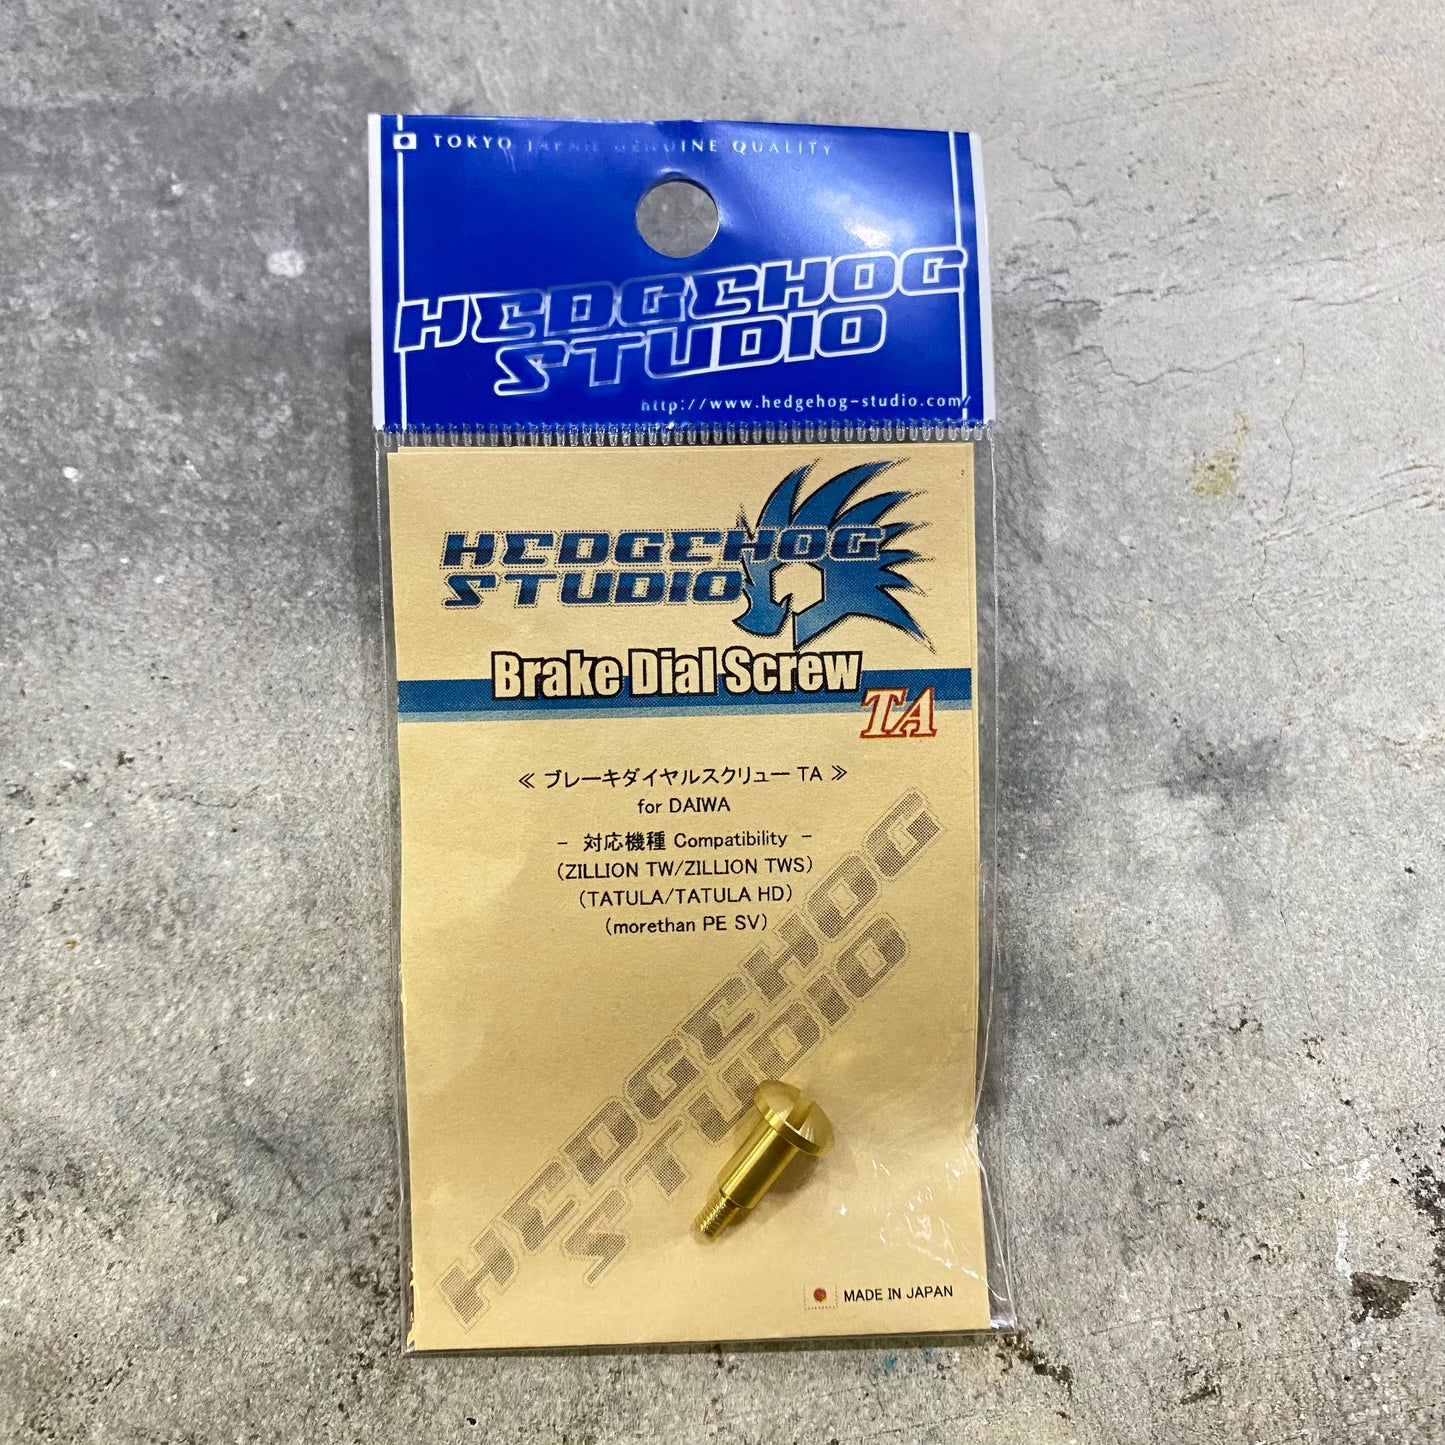 TOKYO JAPAN GENUINE QUALITY
HEDGEHOG
STUDIO
http://www.hedgehog-studio.com/
HEDGEHOG
STUDIO
Brake Dial Screw
TA
≪ ブレーキダイヤルスクリュー TA ≫
for DAIWA
- 対応機種 Compatibility -
(ZILLION TW/ZILLION TWS)
(TATULA/TATULA HD)
(morethan PE SV)
HEDGEHOG
STUDIO
MADE IN JAPAN